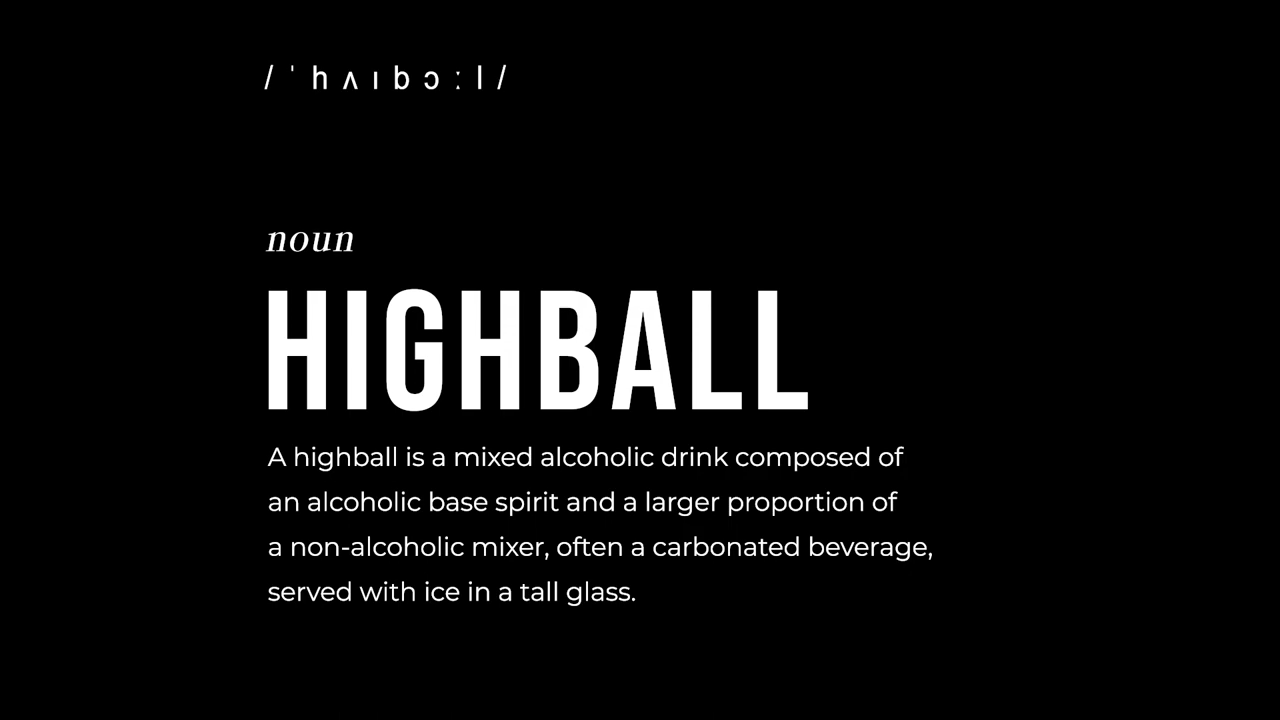 /ˈhʌɪbɔːl/
noun
HIGHBALL
A highball is a mixed alcoholic drink composed of
an alcoholic base spirit and a larger proportion of
a non-alcoholic mixer, often a carbonated beverage,
served with ice in a tall glass.